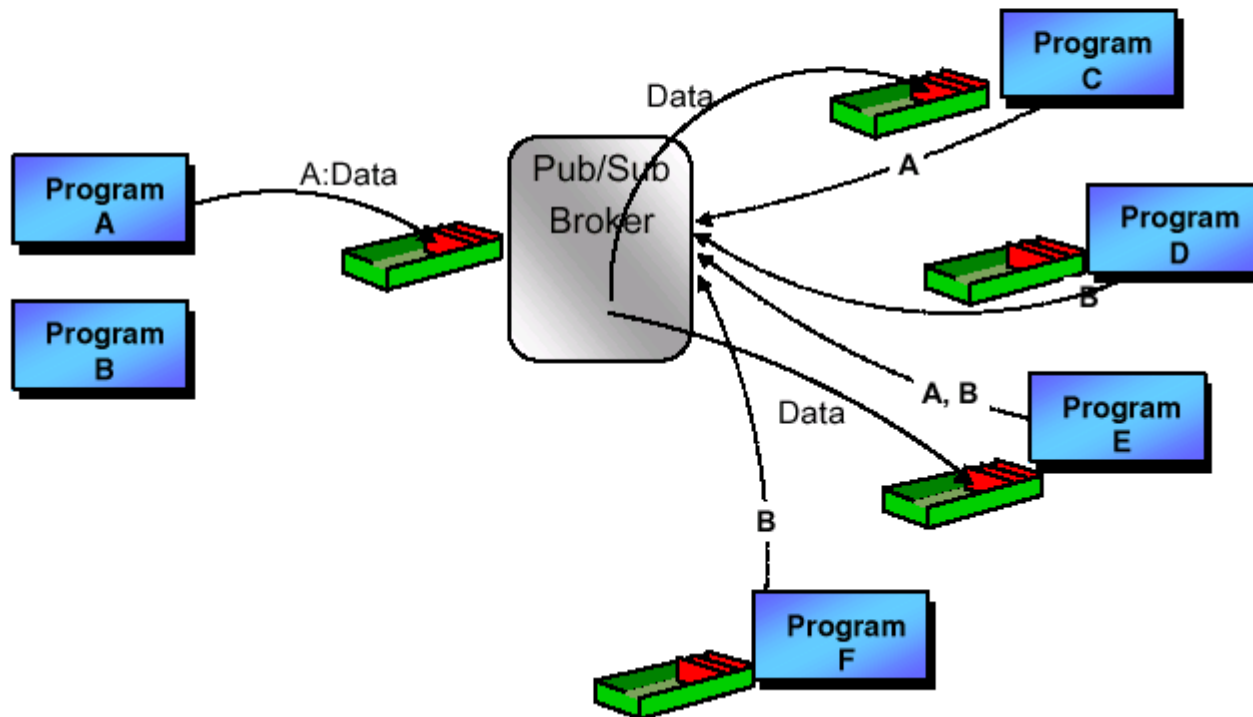 Program
A
Program
B
A:Data
Pub/Sub
Broker
Data
Program
C
A
Program
D
B
A, B
Program
E
Data
B
Program
F